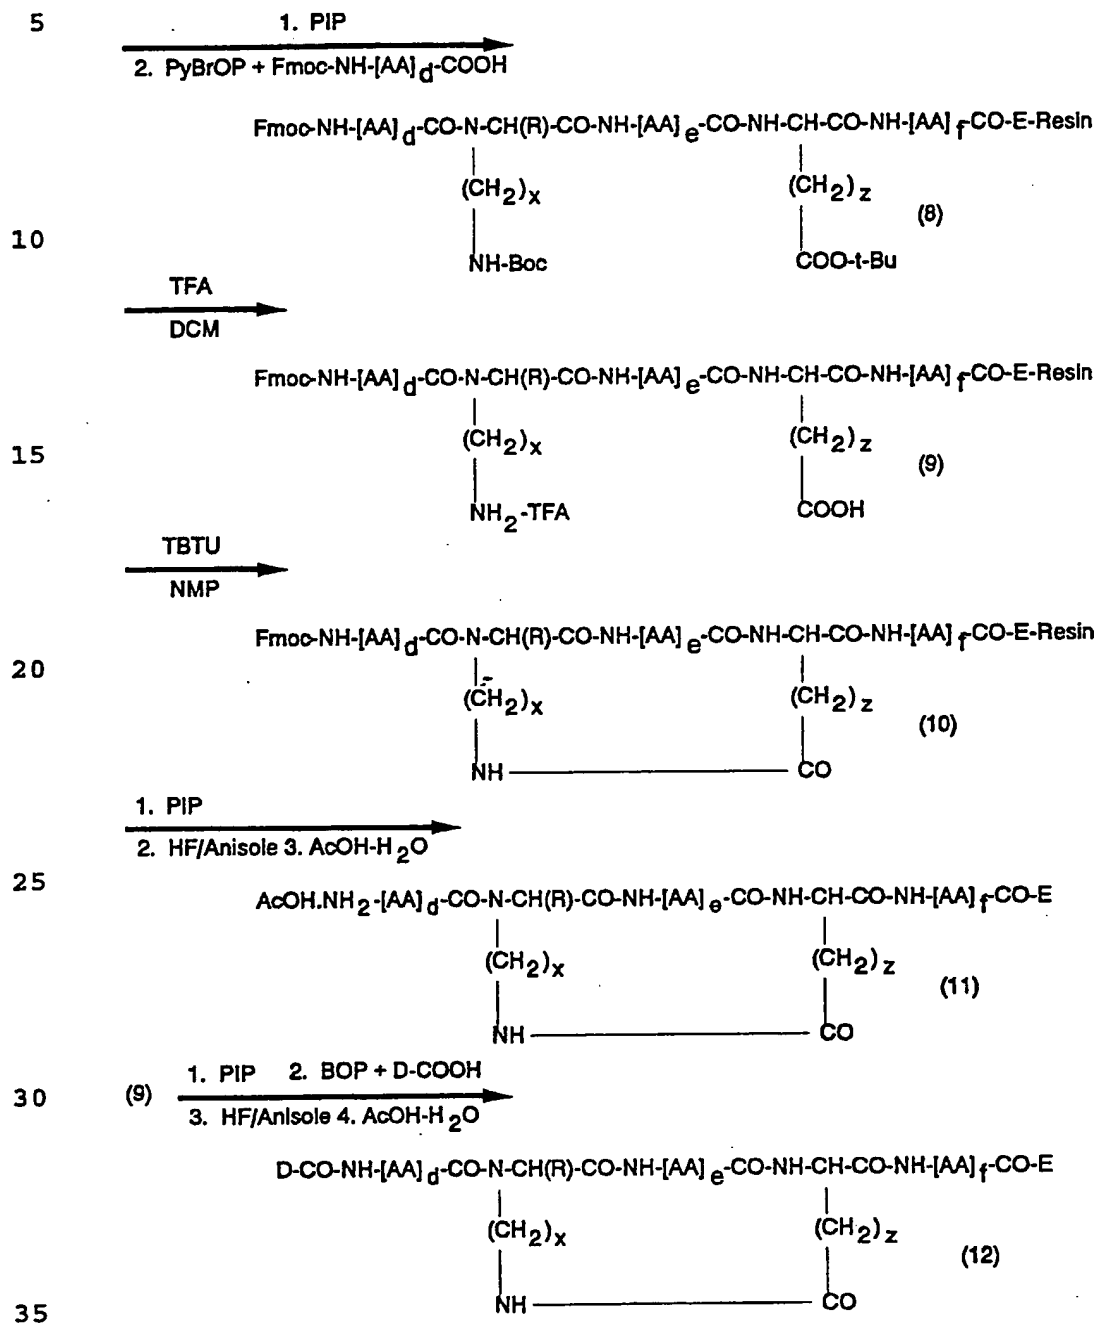 5
1. PIP
2. PyBrOP + Fmoc-NH-[AA]d-COOH
Fmoc-NH-[AA]d-CO-N-CH(R)-CO-NH-[AA]e-CO-NH-CH-CO-NH-[AA]f-CO-E-Resin
(CH2)x (CH2)z
(8)
10
NH-Boc COO-t-Bu
TFA
DCM
Fmoc-NH-[AA]d-CO-N-CH(R)-CO-NH-[AA]e-CO-NH-CH-CO-NH-[AA]f-CO-E-Resin
(CH2)x (CH2)z
15
(9)
NH2-TFA COOH
TBTU
NMP
Fmoc-NH-[AA]d-CO-N-CH(R)-CO-NH-[AA]e-CO-NH-CH-CO-NH-[AA]f-CO-E-Resin
20
(CH2)x (CH2)z
(10)
NH CO
1. PIP
2. HF/Anisole 3. AcOH-H2O
25
AcOH.NH2-[AA]d-CO-N-CH(R)-CO-NH-[AA]e-CO-NH-CH-CO-NH-[AA]f-CO-E
(CH2)x (CH2)z
(11)
NH CO
1. PIP 2. BOP + D-COOH
30 (9)
3. HF/Anisole 4. AcOH-H2O
D-CO-NH-[AA]d-CO-N-CH(R)-CO-NH-[AA]e-CO-NH-CH-CO-NH-[AA]f-CO-E
(CH2)x (CH2)z
(12)
NH CO
35